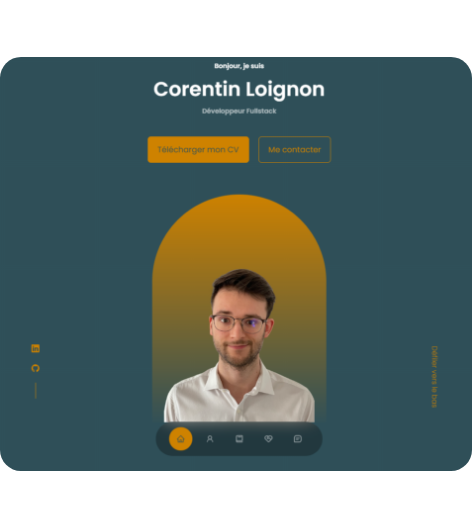 Bonjour, je suis
Corentin Loignon
Développeur Fullstack
Télécharger mon CV
Me contacter
Défiler vers le bas